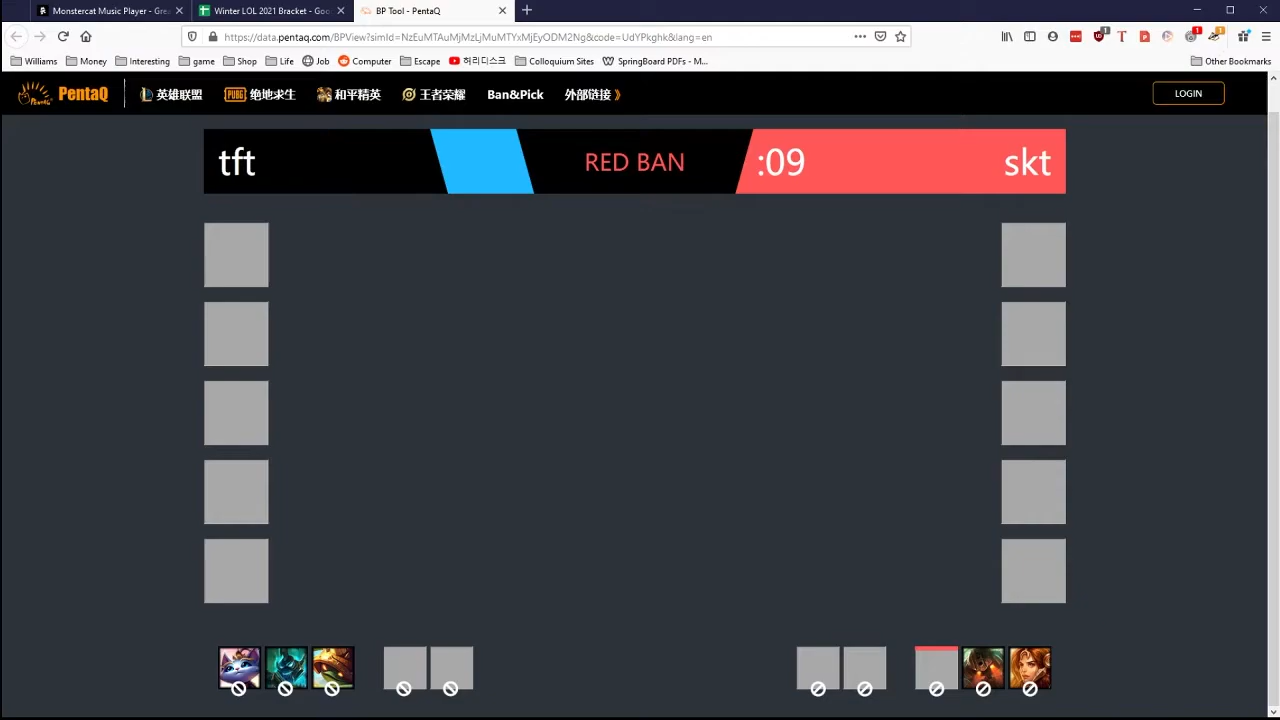 Monstercat Music Player - Gre
Winter LOL 2021 Bracket - Goo
BP Tool - PentaQ
https://data.pentaq.com/BPView?simId=NzEuMTAuMjMzLjMuMTYxMjEyODM2Ng&code=UdYPkghk&lang=en
Williams
Money
Interesting
game
Shop
Life
Job
Computer
Escape
허리디스크
Colloquium Sites
SpringBoard PDFs - M...
Other Bookmarks
PentaQ
英雄联盟
PUBG
绝地求生
和平精英
王者荣耀
Ban&Pick
外部链接 》
LOGIN
tft
RED BAN
:09
skt